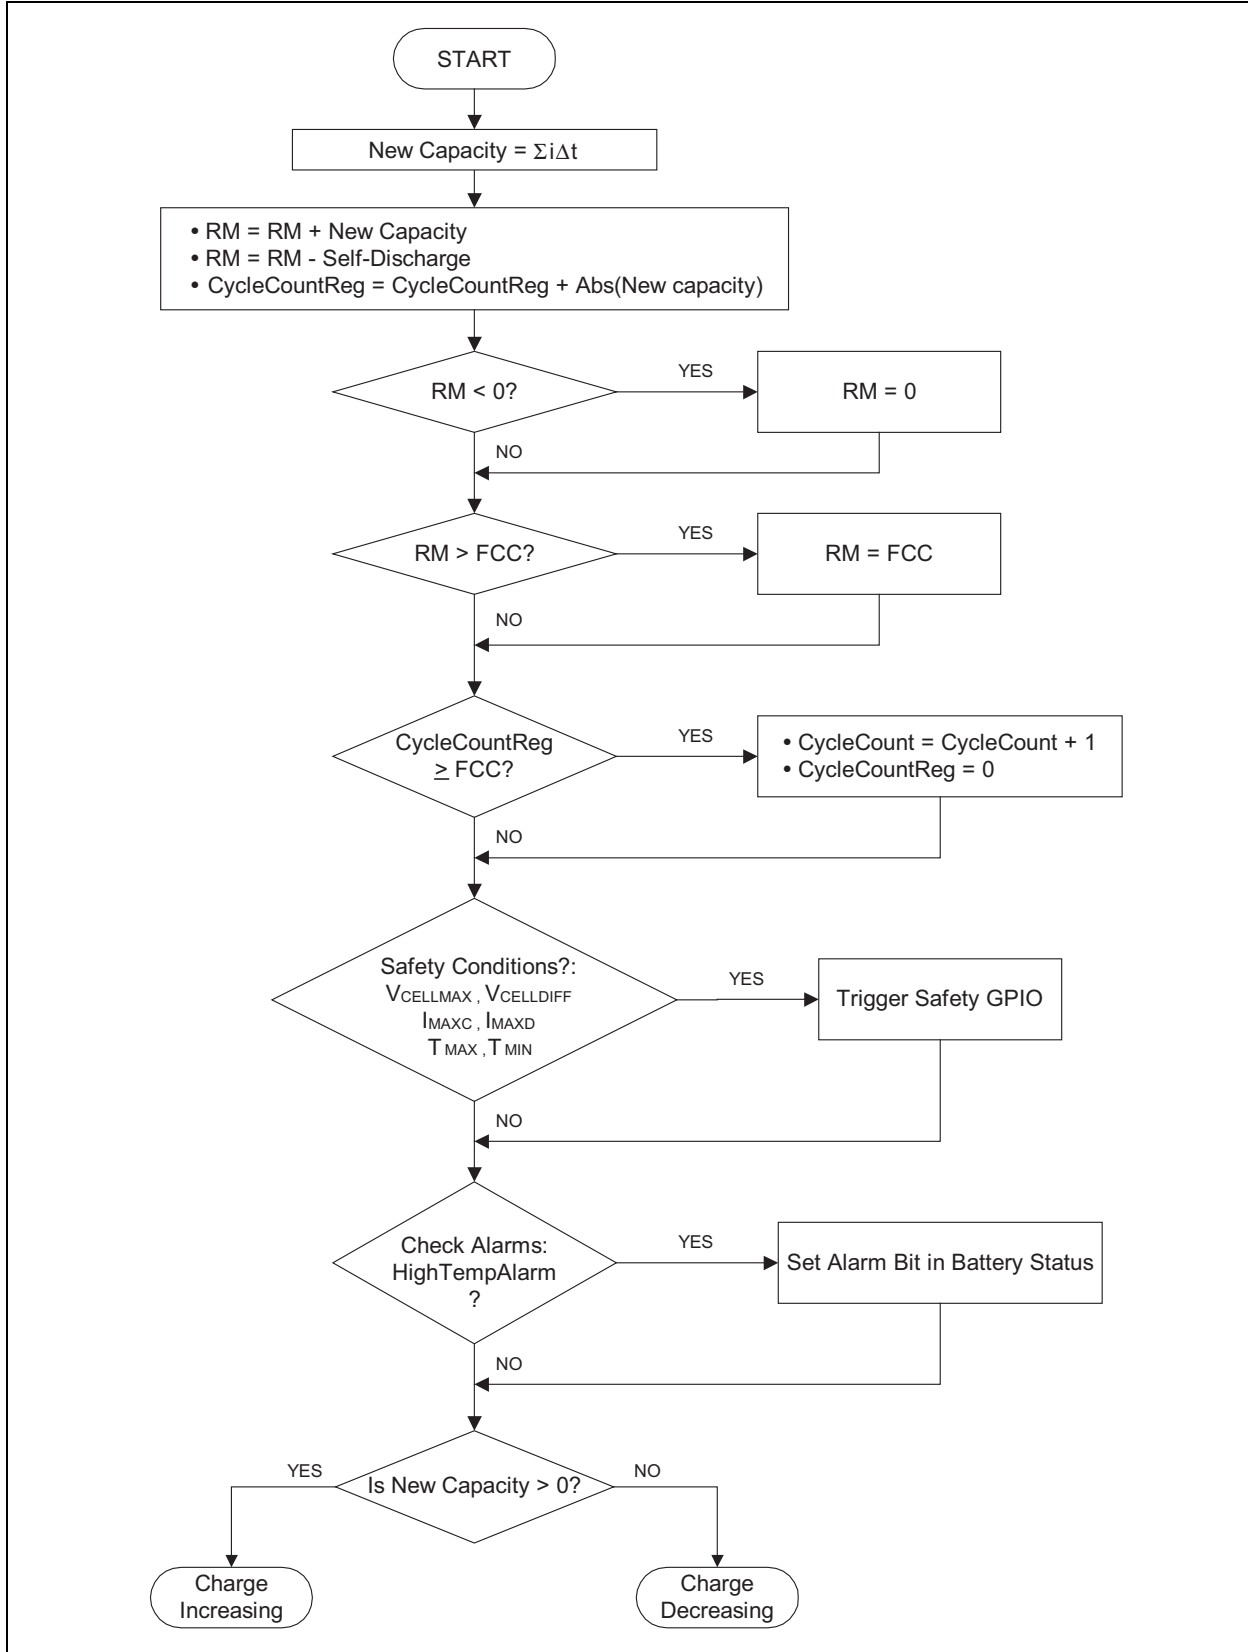 START
New Capacity = ΣiΔt
• RM = RM + New Capacity
• RM = RM - Self-Discharge
• CycleCountReg = CycleCountReg + Abs(New capacity)
RM < 0?
YES
RM = 0
NO
RM > FCC?
YES
RM = FCC
NO
CycleCountReg
≥ FCC?
YES
• CycleCount = CycleCount + 1
• CycleCountReg = 0
NO
Safety Conditions?:
VCELLMAX , VCELLDIFF
IMAXC , IMAXD
TMAX , TMIN
YES
Trigger Safety GPIO
NO
Check Alarms:
HighTempAlarm
?
YES
Set Alarm Bit in Battery Status
NO
Is New Capacity > 0?
YES
NO
Charge
Increasing
Charge
Decreasing